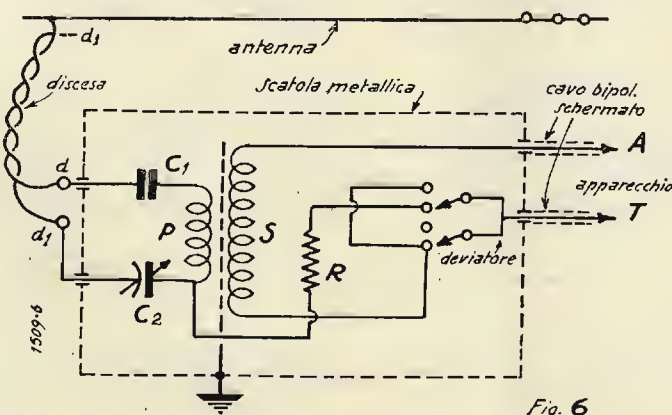 d1
antenna
discesa
scatola metallica
cavo bipol.
schermato
A
d
C1
apparecchio
T
P
S
d1
R
deviatore
C2
1509-6
Fig. 6